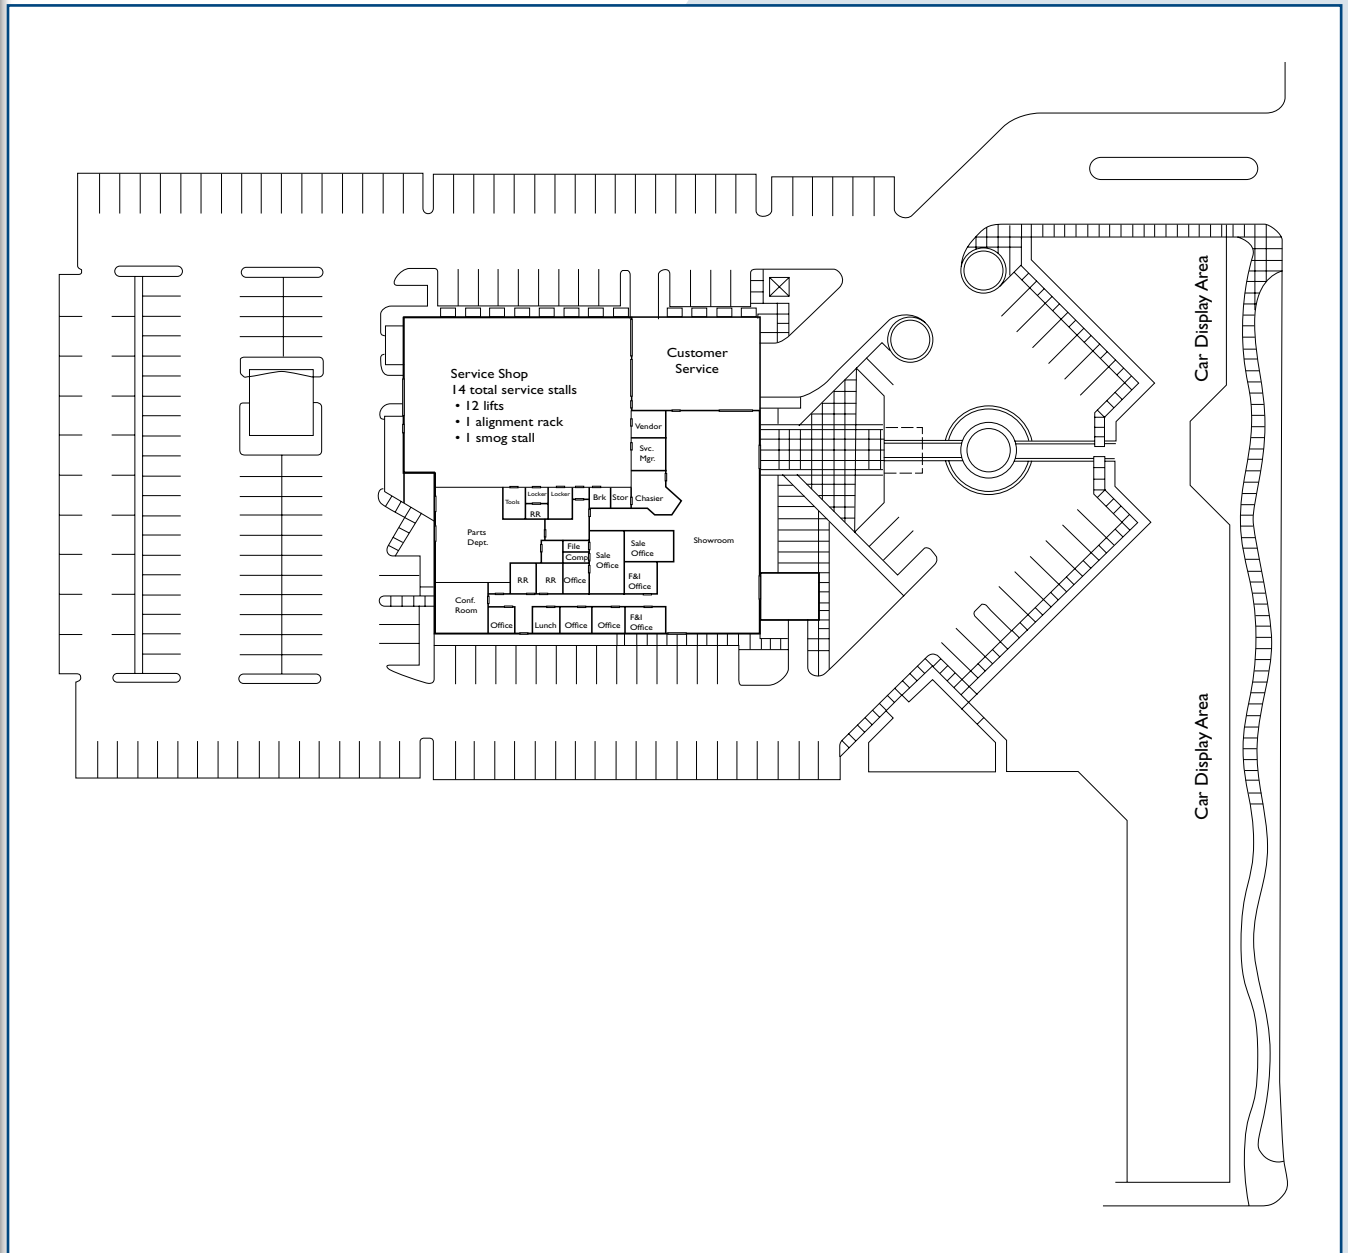 Car Display Area
Customer
Service
Service Shop
14 total service stalls
• 12 lifts
• 1 alignment rack
• 1 smog stall
Vendor
Svc.
Mgr.
Tools
Locker
Locker
Brk
Stor
Chasier
RR
Parts
Dept.
File
Comp
Sale
Office
Sale
Office
Showroom
RR
RR
Office
F&I
Office
Conf.
Room
Office
Lunch
Office
Office
F&I
Office
Car Display Area